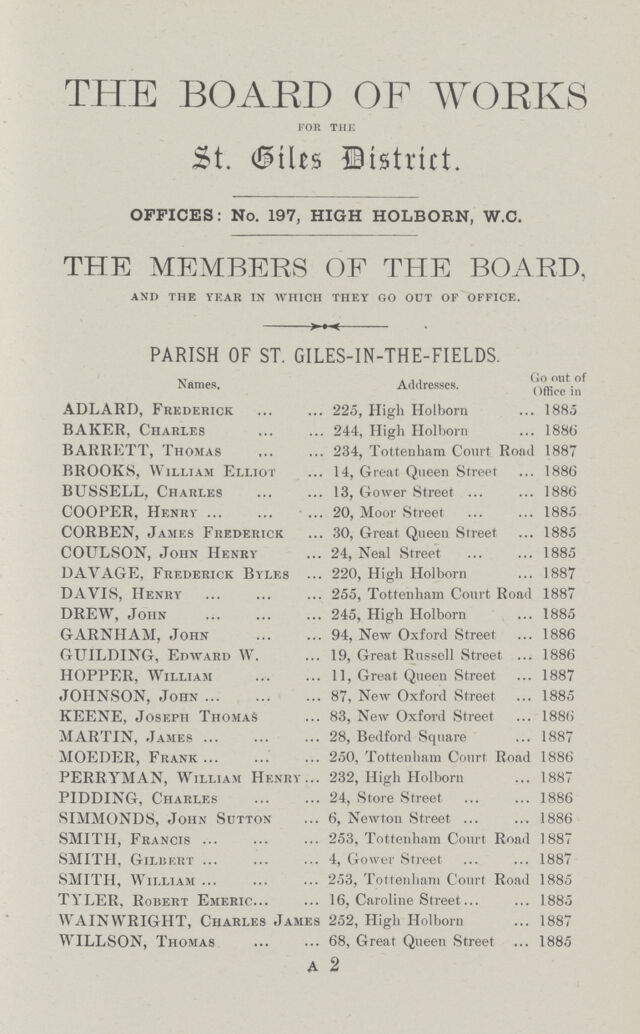 THE BOARD OF WORKS
FOR THE
St. Giles District.
OFFICES: No. 197, HIGH HOLBORN, W.C.
THE MEMBERS OF THE BOARD,
AND THE YEAR IN WHICH THEY GO OUT OF OFFICE.
PARISH OF ST. GILES-IN-THE-FIELDS.
Names. Addresses. Go out of Office in
ADLARD, FREDERICK ... ... 225, High Holborn ... 1885
BAKER, CHARLES ... ... 244, High Holborn ... 1886
BARRETT, THOMAS ... ... 234, Tottenham Court Road 1887
BROOKS, WILLIAM ELLIOT ... 14, Great Queen Street ... 1886
BUSSELL, CHARLES ... ... 13, Gower Street ... ... 1886
COOPER, HENRY ... ... ... 20, Moor Street ... ... 1885
CORBEN, JAMES FREDERICK ... 30, Great Queen Street ... 1885
COULSON, JOHN HENRY ... 24, Neal Street ... ... 1885
DAVAGE, FREDERICK BYLES ... 220, High Holborn ... 1887
DAVIS, HENRY ... ... ... 255, Tottenham Court Road 1887
DREW, JOHN ... ... ... 245, High Holborn ... 1885
GARNHAM, JOHN ... ... 94, New Oxford Street ... 1886
GUILDING, EDWARD W. ... 19, Great Russell Street ... 1886
HOPPER, WILLIAM ... ... 11, Great Queen Street ... 1887
JOHNSON, JOHN ... ... ... 87, New Oxford Street ... 1885
KEENE, JOSEPH THOMAS ... 83, New Oxford Street ... 1886
MARTIN, JAMES ... ... ... 28, Bedford Square ... 1887
MOEDER, FRANK ... ... ... 250, Tottenham Court Road 1886
PERRYMAN, WILLIAM HENRY ... 232, High Holborn ... 1887
PIDDING, CHARLES ... ... 24, Store Street ... ... 1886
SIMMONDS, JOHN SUTTON ... 6, Newton Street ... ... 1886
SMITH, FRANCIS ... ... ... 253, Tottenham Court Road 1887
SMITH, GILBERT ... ... ... 4, Gower Street ... ... 1887
SMITH, WILLIAM ... ... ... 253, Tottenham Court Road 1885
TYLER, ROBERT EMERIC... ... 16, Caroline Street... ... 1885
WAINWRIGHT, CHARLES JAMES 252, High Holborn ... 1887
WILLSON, THOMAS ... ... 68, Great Queen Street ... 1885
A 2